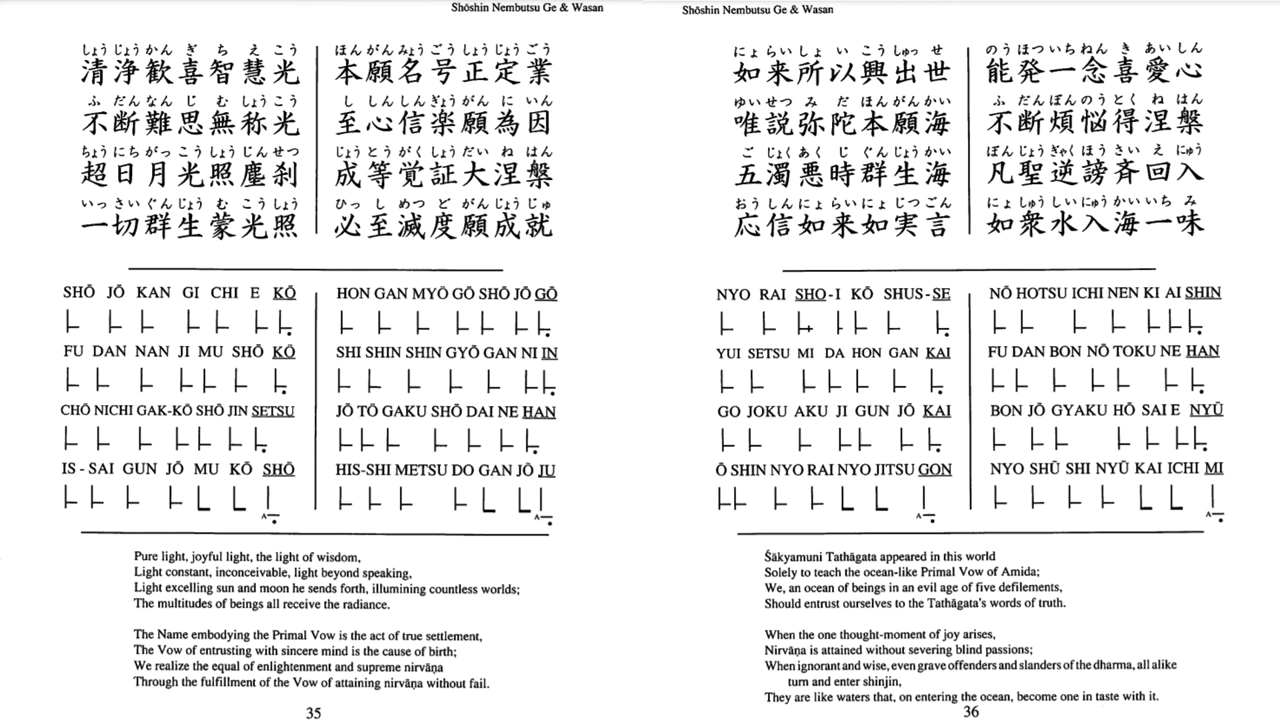 Shōshin Nembutsu Ge & Wasan
しょう じょう かん ぎ ち え こう
清浄歓喜智慧光
ふ だん なん じ む しょう こう
不断難思無称光
ちょう にち がっ こう しょう じん せつ
超日月光照塵刹
いっ さい ぐん じょう む こう しょう
一切群生蒙光照
ほん がん みょう ごう しょう じょう ごう
本願名号正定業
し しん しん ぎょう がん に いん
至心信楽願為因
じょう とう がく しょう だい ね はん
成等覚証大涅槃
ひっ し めつ ど がん じょう じゅ
必至滅度願成就
SHŌ JŌ KAN GI CHI E KŌ
FU DAN NAN JI MU SHŌ KŌ
CHŌ NICHI GAK-KŌ SHŌ JIN SETSU
IS - SAI GUN JŌ MU KŌ SHŌ
A
HON GAN MYŌ GŌ SHŌ JŌ GŌ
SHI SHIN SHIN GYŌ GAN NI IN
JŌ TŌ GAKU SHŌ DAI NE HAN
HIS-SHI METSU DO GAN JŌ JU
A
Pure light, joyful light, the light of wisdom,
Light constant, inconceivable, light beyond speaking,
Light excelling sun and moon he sends forth, illumining countless worlds;
The multitudes of beings all receive the radiance.
The Name embodying the Primal Vow is the act of true settlement,
The Vow of entrusting with sincere mind is the cause of birth;
We realize the equal of enlightenment and supreme nirvāṇa
Through the fulfillment of the Vow of attaining nirvāṇa without fail.
35
Shōshin Nembutsu Ge & Wasan
にょ らい しょ い こう しゅっ せ
如来所以興出世
ゆい せつ み だ ほん がん かい
唯説弥陀本願海
ご じょく あく じ ぐん じょう かい
五濁悪時群生海
おう しん にょ らい にょ じつ ごん
応信如来如実言
のう ほつ いち ねん き あい しん
能発一念喜愛心
ふ だん ぼん のう とく ね はん
不断煩悩得涅槃
ぼん じょう ぎゃく ほう さい え にゅう
凡聖逆謗斉回入
にょ しゅう しい にゅう かい いち み
如衆水入海一味
NYO RAI SHO-I KŌ SHUS-SE
YUI SETSU MI DA HON GAN KAI
GO JOKU AKU JI GUN JŌ KAI
Ō SHIN NYO RAI NYO JITSU GON
A
NŌ HOTSU ICHI NEN KI AI SHIN
FU DAN BON NŌ TOKU NE HAN
BON JŌ GYAKU HŌ SAI E NYŪ
NYO SHŪ SHI NYŪ KAI ICHI MI
A
Śākyamuni Tathāgata appeared in this world
Solely to teach the ocean-like Primal Vow of Amida;
We, an ocean of beings in an evil age of five defilements,
Should entrust ourselves to the Tathāgata's words of truth.
When the one thought-moment of joy arises,
Nirvāṇa is attained without severing blind passions;
When ignorant and wise, even grave offenders and slanders of the dharma, all alike
turn and enter shinjin,
They are like waters that, on entering the ocean, become one in taste with it.
36